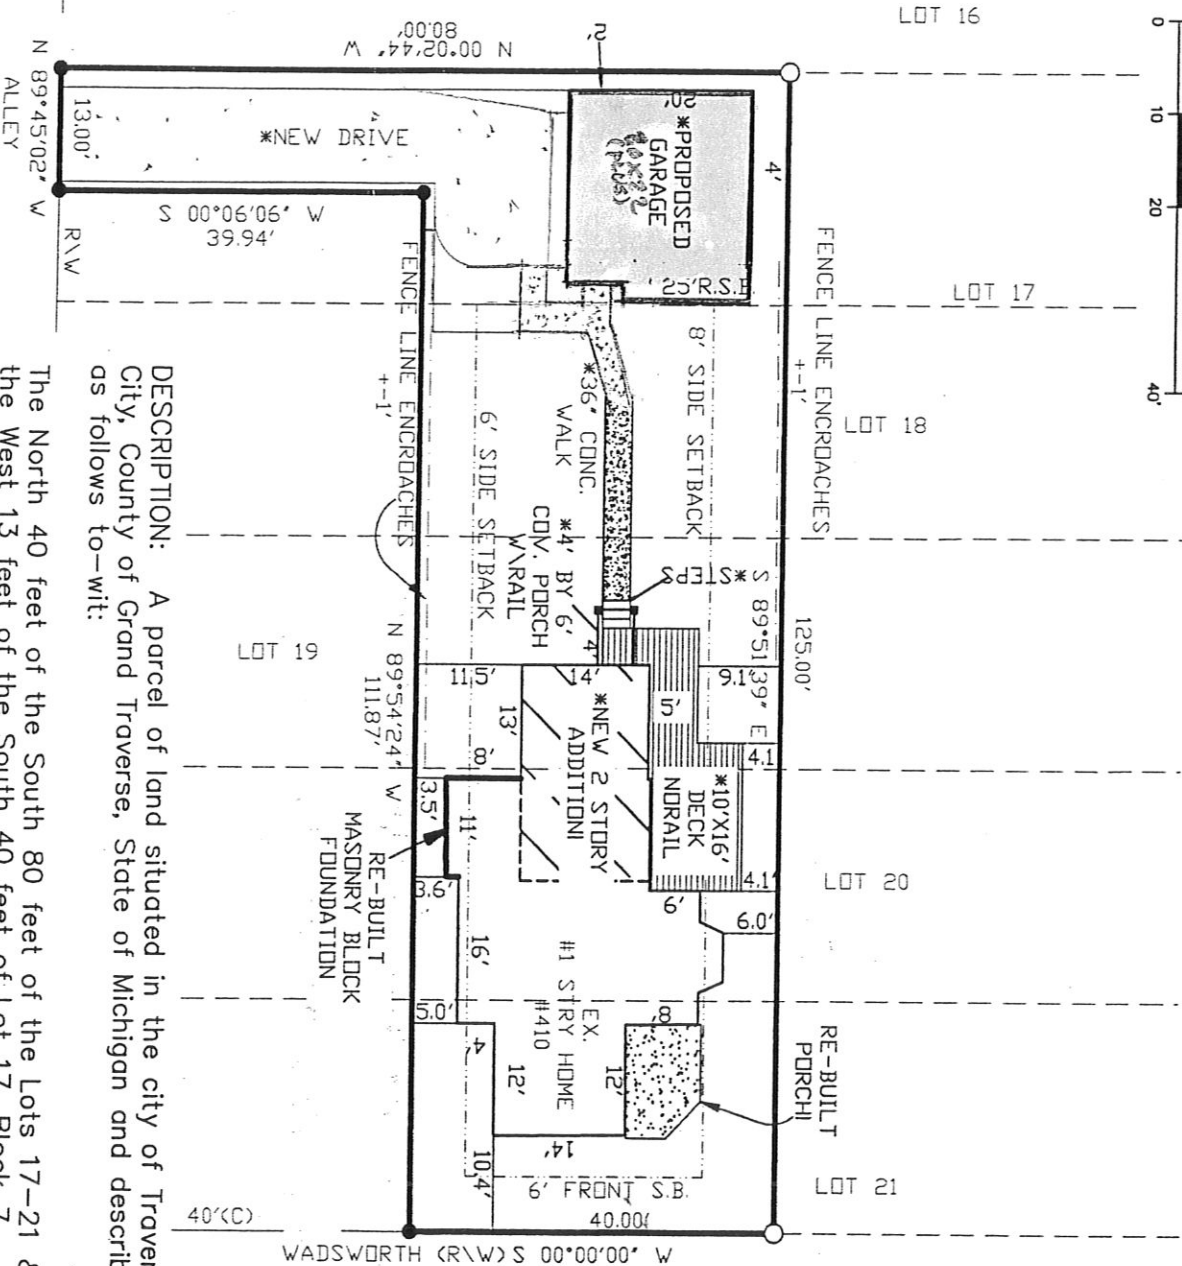 LOT 16
0
10
20
40'
N 00°02'44" W
80.00'
2'
20'
*PROPOSED
GARAGE
(plus)
4'
25'R.S.B.
*NEW DRIVE
13.00'
N 89°45'02" W
ALLEY
S 00°06'06" W
39.94'
R\W
FENCE LINE ENCROACHES
+-1'
LOT 17
FENCE LINE ENCROACHES
+-1'
8' SIDE SETBACK
LOT 18
*36" CONC.
WALK
6' SIDE SETBACK
*4' BY 6'
COV. PORCH
W\RAIL
*STEPS
S 89°51'39" E
125.00'
4'
LOT 19
N 89°54'24" W
111.87'
11.5'
14'
9.1'
5'
13'
*NEW 2 STORY
ADDITION!
8'
4.1
*10'X16'
DECK
NORAIL
3.5'
11'
RE-BUILT
MASONRY BLOCK
FOUNDATION
3.6'
4.1'
6'
6.0'
LOT 20
16'
EX.
#1 STRY HOME
#410
5.0'
8'
4'
12'
12'
RE-BUILT
PORCH!
14'
10.4'
6' FRONT S.B.
LOT 21
40.00'
40'(C)
WADSWORTH (R/W) S 00°00'00" W
DESCRIPTION: A parcel of land situated in the city of Traver
City, County of Grand Traverse, State of Michigan and describ
as follows to-wit:
The North 40 feet of the South 80 feet of the Lots 17-21 &
the West 13 feet of the South 40 feet of Lot 17, Block 7